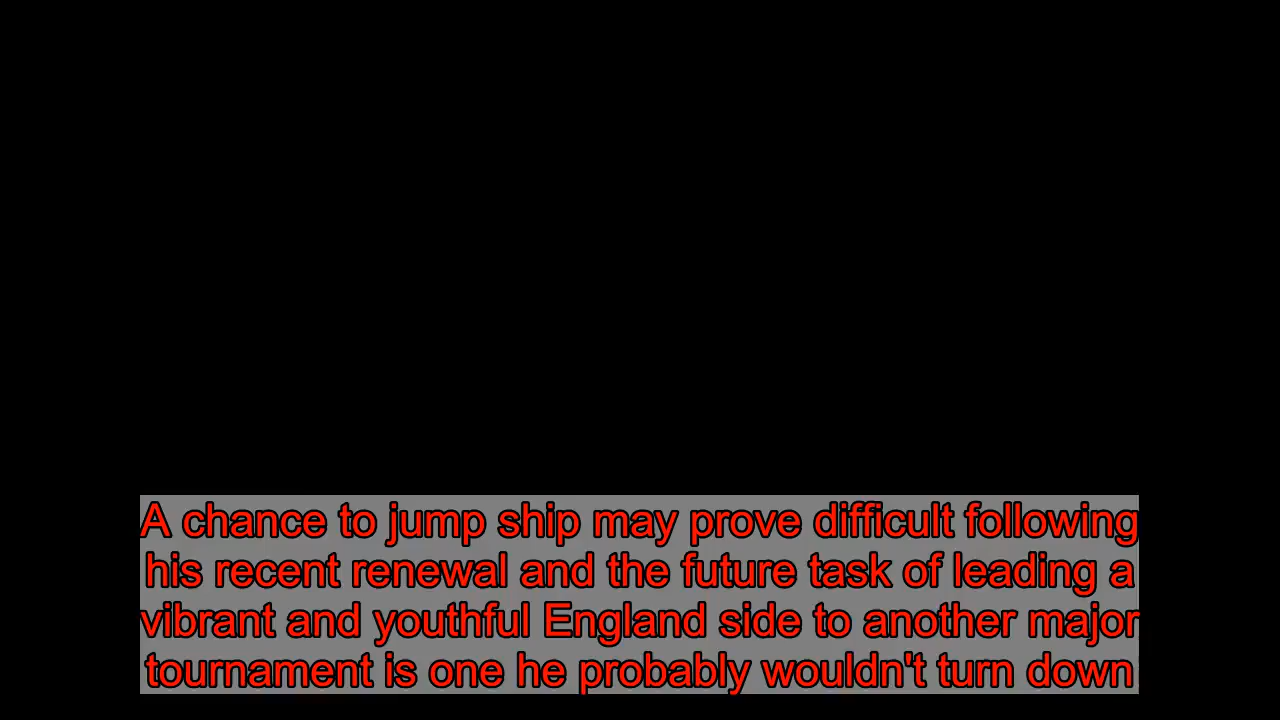 A chance to jump ship may prove difficult following
his recent renewal and the future task of leading a
vibrant and youthful England side to another major
tournament is one he probably wouldn't turn down